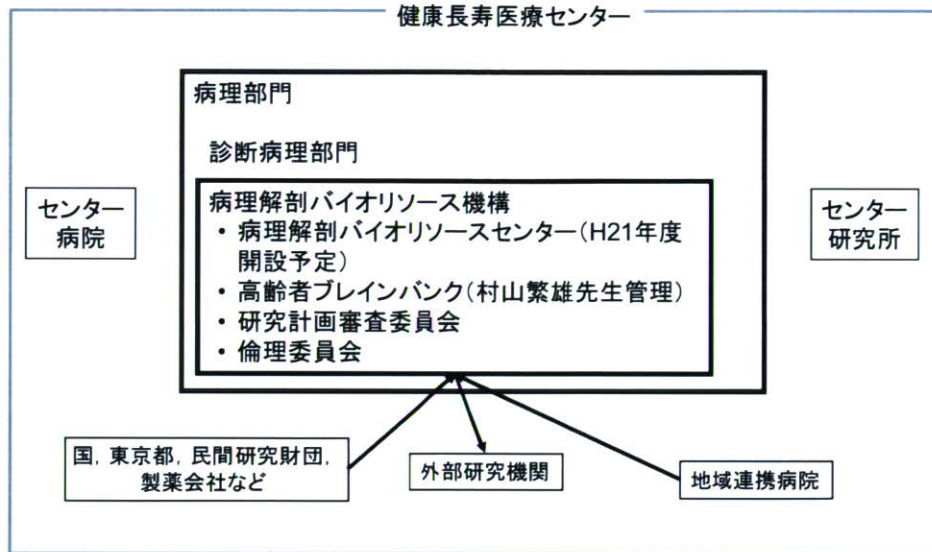 健康長寿医療センター
病理部門
診断病理部門
センター
病院
病理解剖バイオリソース機構
・ 病理解剖バイオリソースセンター（H21年度
開設予定）
・ 高齢者ブレインバンク（村山繁雄先生管理）
・ 研究計画審査委員会
・ 倫理委員会
センター
研究所
国，東京都，民間研究財団，
製薬会社など
外部研究機関
地域連携病院